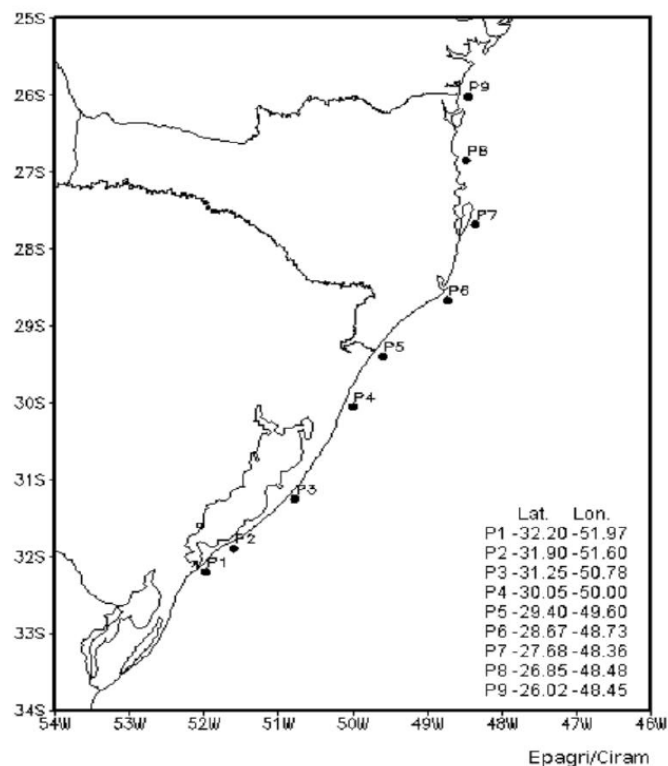 25S
26S
27S
28S
29S
30S
31S
32S
33S
34S
P9
P8
P7
P6
P5
P4
P3
P2
P1
Lat. Lon.
P1 -32.20 -51.97
P2 -31.90 -51.60
P3 -31.25 -50.78
P4 -30.05 -50.00
P5 -29.40 -49.60
P6 -28.67 -48.73
P7 -27.68 -48.36
P8 -26.85 -48.48
P9 -26.02 -48.45
54W 53W 52W 51W 50W 49W 48W 47W 46W
Epagri/Ciram